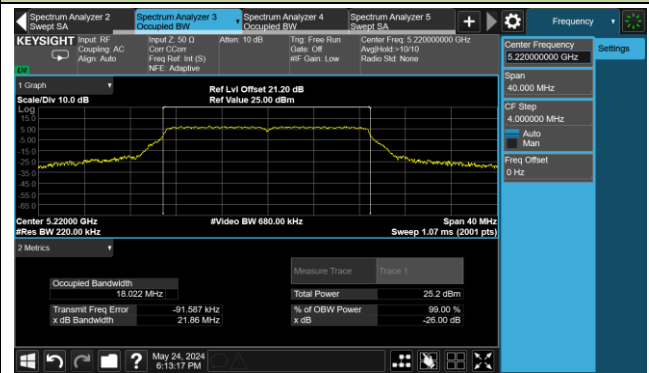 Spectrum Analyzer 2
Swept SA
Spectrum Analyzer 3
Occupied BW
Spectrum Analyzer 4
Occupied BW
Spectrum Analyzer 5
Swept SA
Frequency
KEYSIGHT
Input: RF
Coupling: AC
Align: Auto
Input Z: 50 Ω
Corr CCorr
Freq Ref: Int (S)
NFE: Adaptive
Atten: 10 dB
Trig: Free Run
Gate: Off
#IF Gain: Low
Center Freq: 5.220000000 GHz
Avg|Hold:>10/10
Radio Std: None
Center Frequency
5.220000000 GHz
Settings
Span
40.000 MHz
CF Step
4.000000 MHz
Auto
Man
Freq Offset
0 Hz
1 Graph
Scale/Div 10.0 dB
Ref Lvl Offset 21.20 dB
Ref Value 25.00 dBm
Log
15.0
5.00
-5.00
-15.0
-25.0
-35.0
-45.0
-55.0
-65.0
Center 5.22000 GHz
#Res BW 220.00 kHz
#Video BW 680.00 kHz
Span 40 MHz
Sweep 1.07 ms (2001 pts)
2 Metrics
Measure Trace
Trace 1
Occupied Bandwidth
18.022 MHz
Total Power
25.2 dBm
Transmit Freq Error
-91.587 kHz
% of OBW Power
99.00 %
x dB Bandwidth
21.86 MHz
x dB
-26.00 dB
May 24, 2024
6:13:17 PM